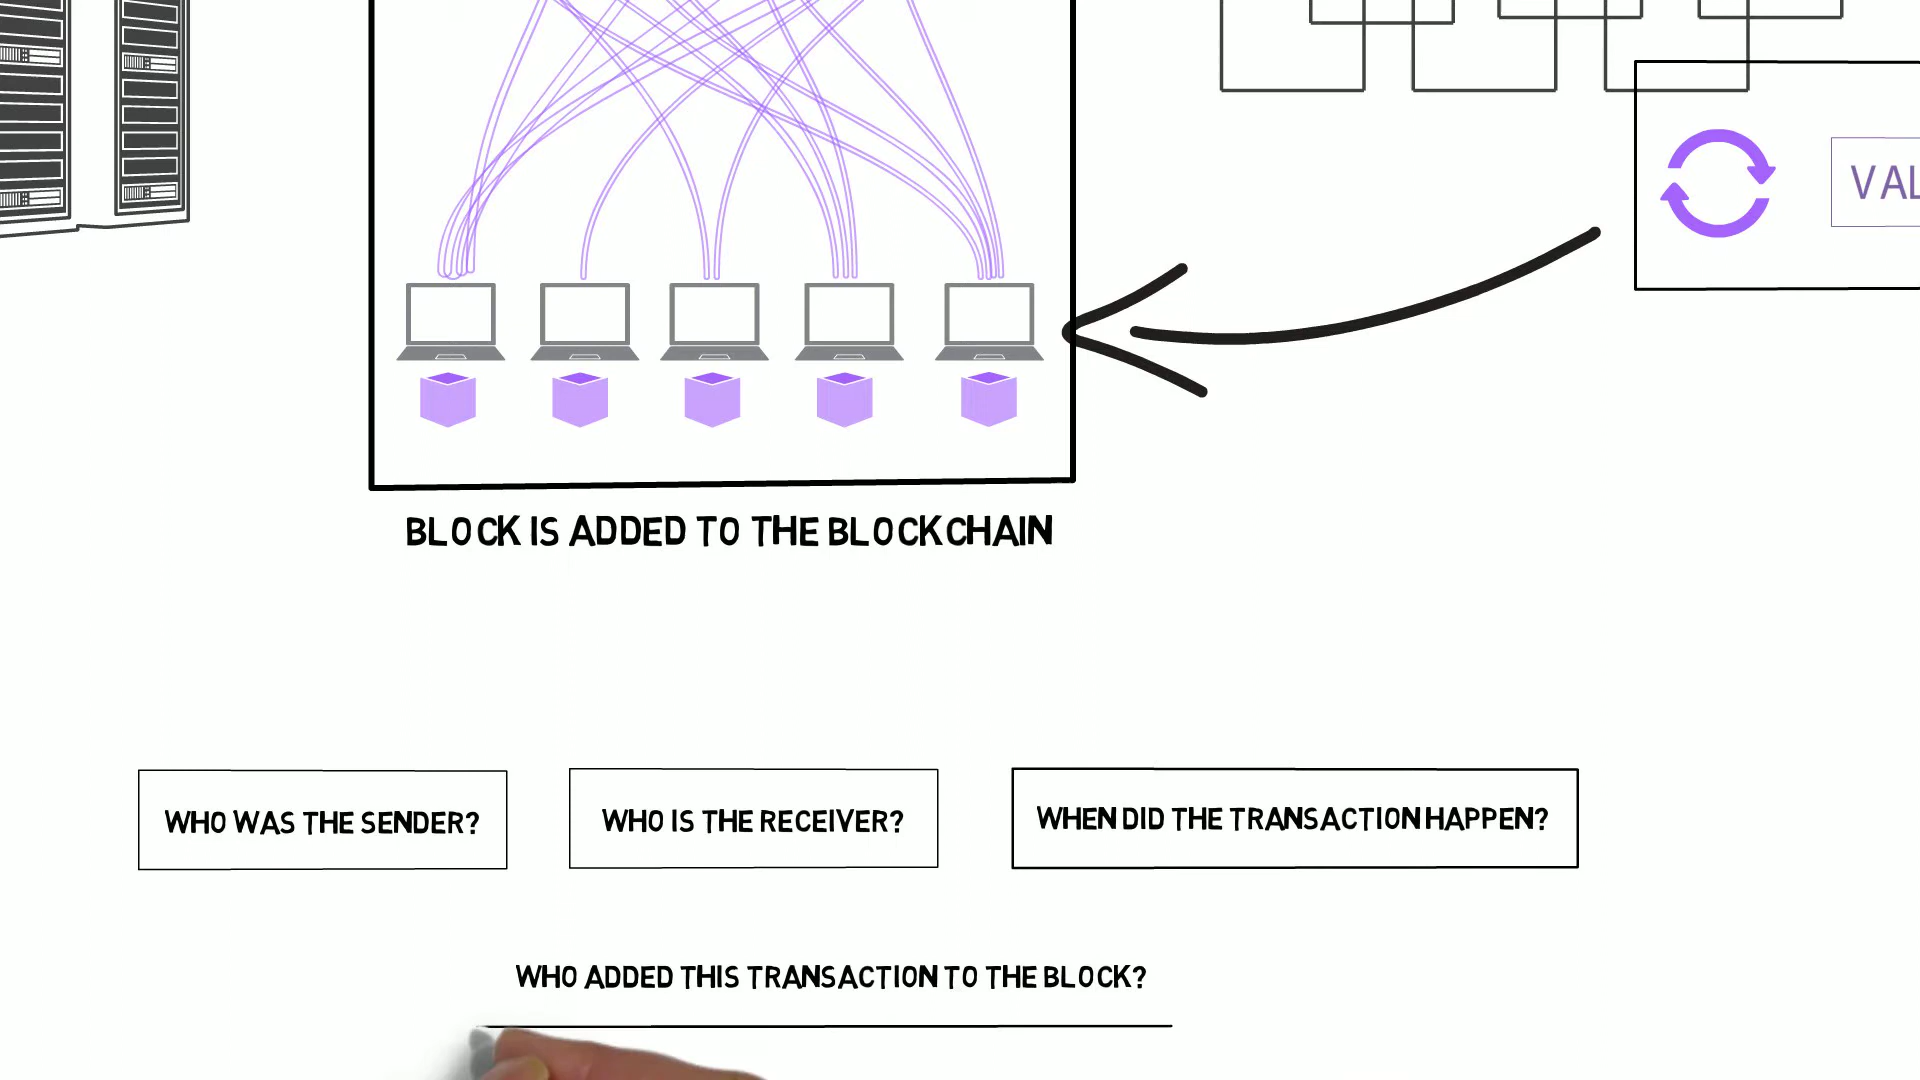 VAL
BLOCK IS ADDED TO THE BLOCKCHAIN
WHO WAS THE SENDER?
WHO IS THE RECEIVER?
WHEN DID THE TRANSACTION HAPPEN?
WHO ADDED THIS TRANSACTION TO THE BLOCK?